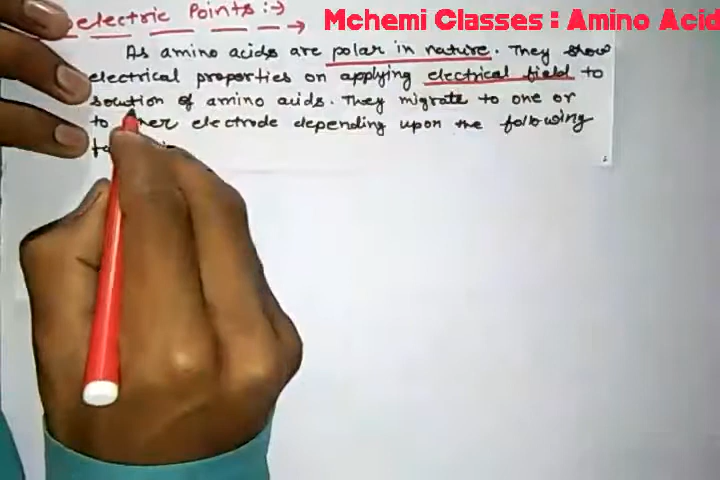 Mchemi Classes : Amino Acid
electric Points :→
As amino acids are polar in nature. They show
electrical properties on applying electrical field to
solution of amino acids. They migrate to one or
to depending upon the following electrode